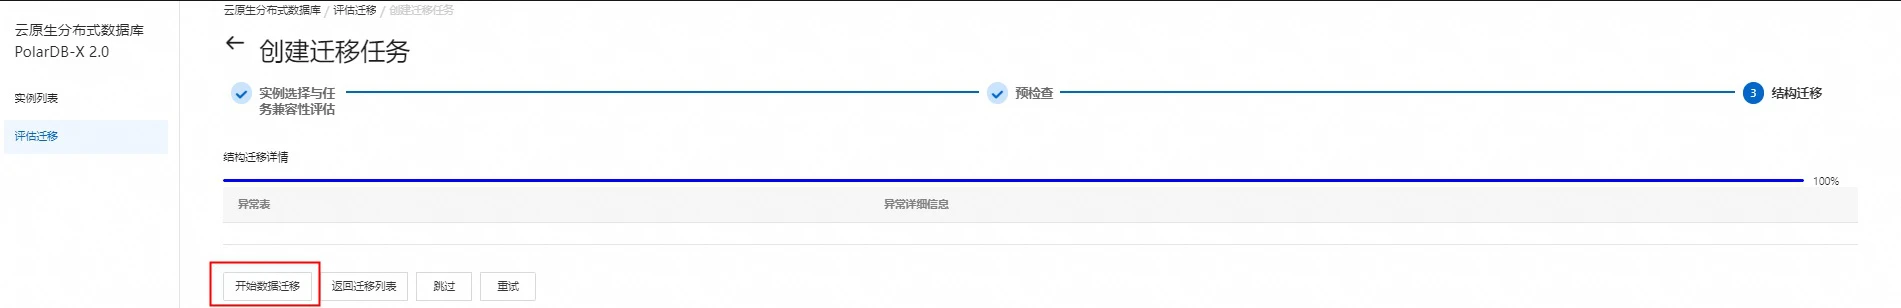 云原生分布式数据库 / 评估迁移 / 创建迁移任务
云原生分布式数据库
PolarDB-X 2.0
实例列表
评估迁移
创建迁移任务
实例选择与任
务兼容性评估
预检查
3 结构迁移
结构迁移详情
100%
异常表 异常详细信息
开始数据迁移 返回迁移列表 跳过 重试